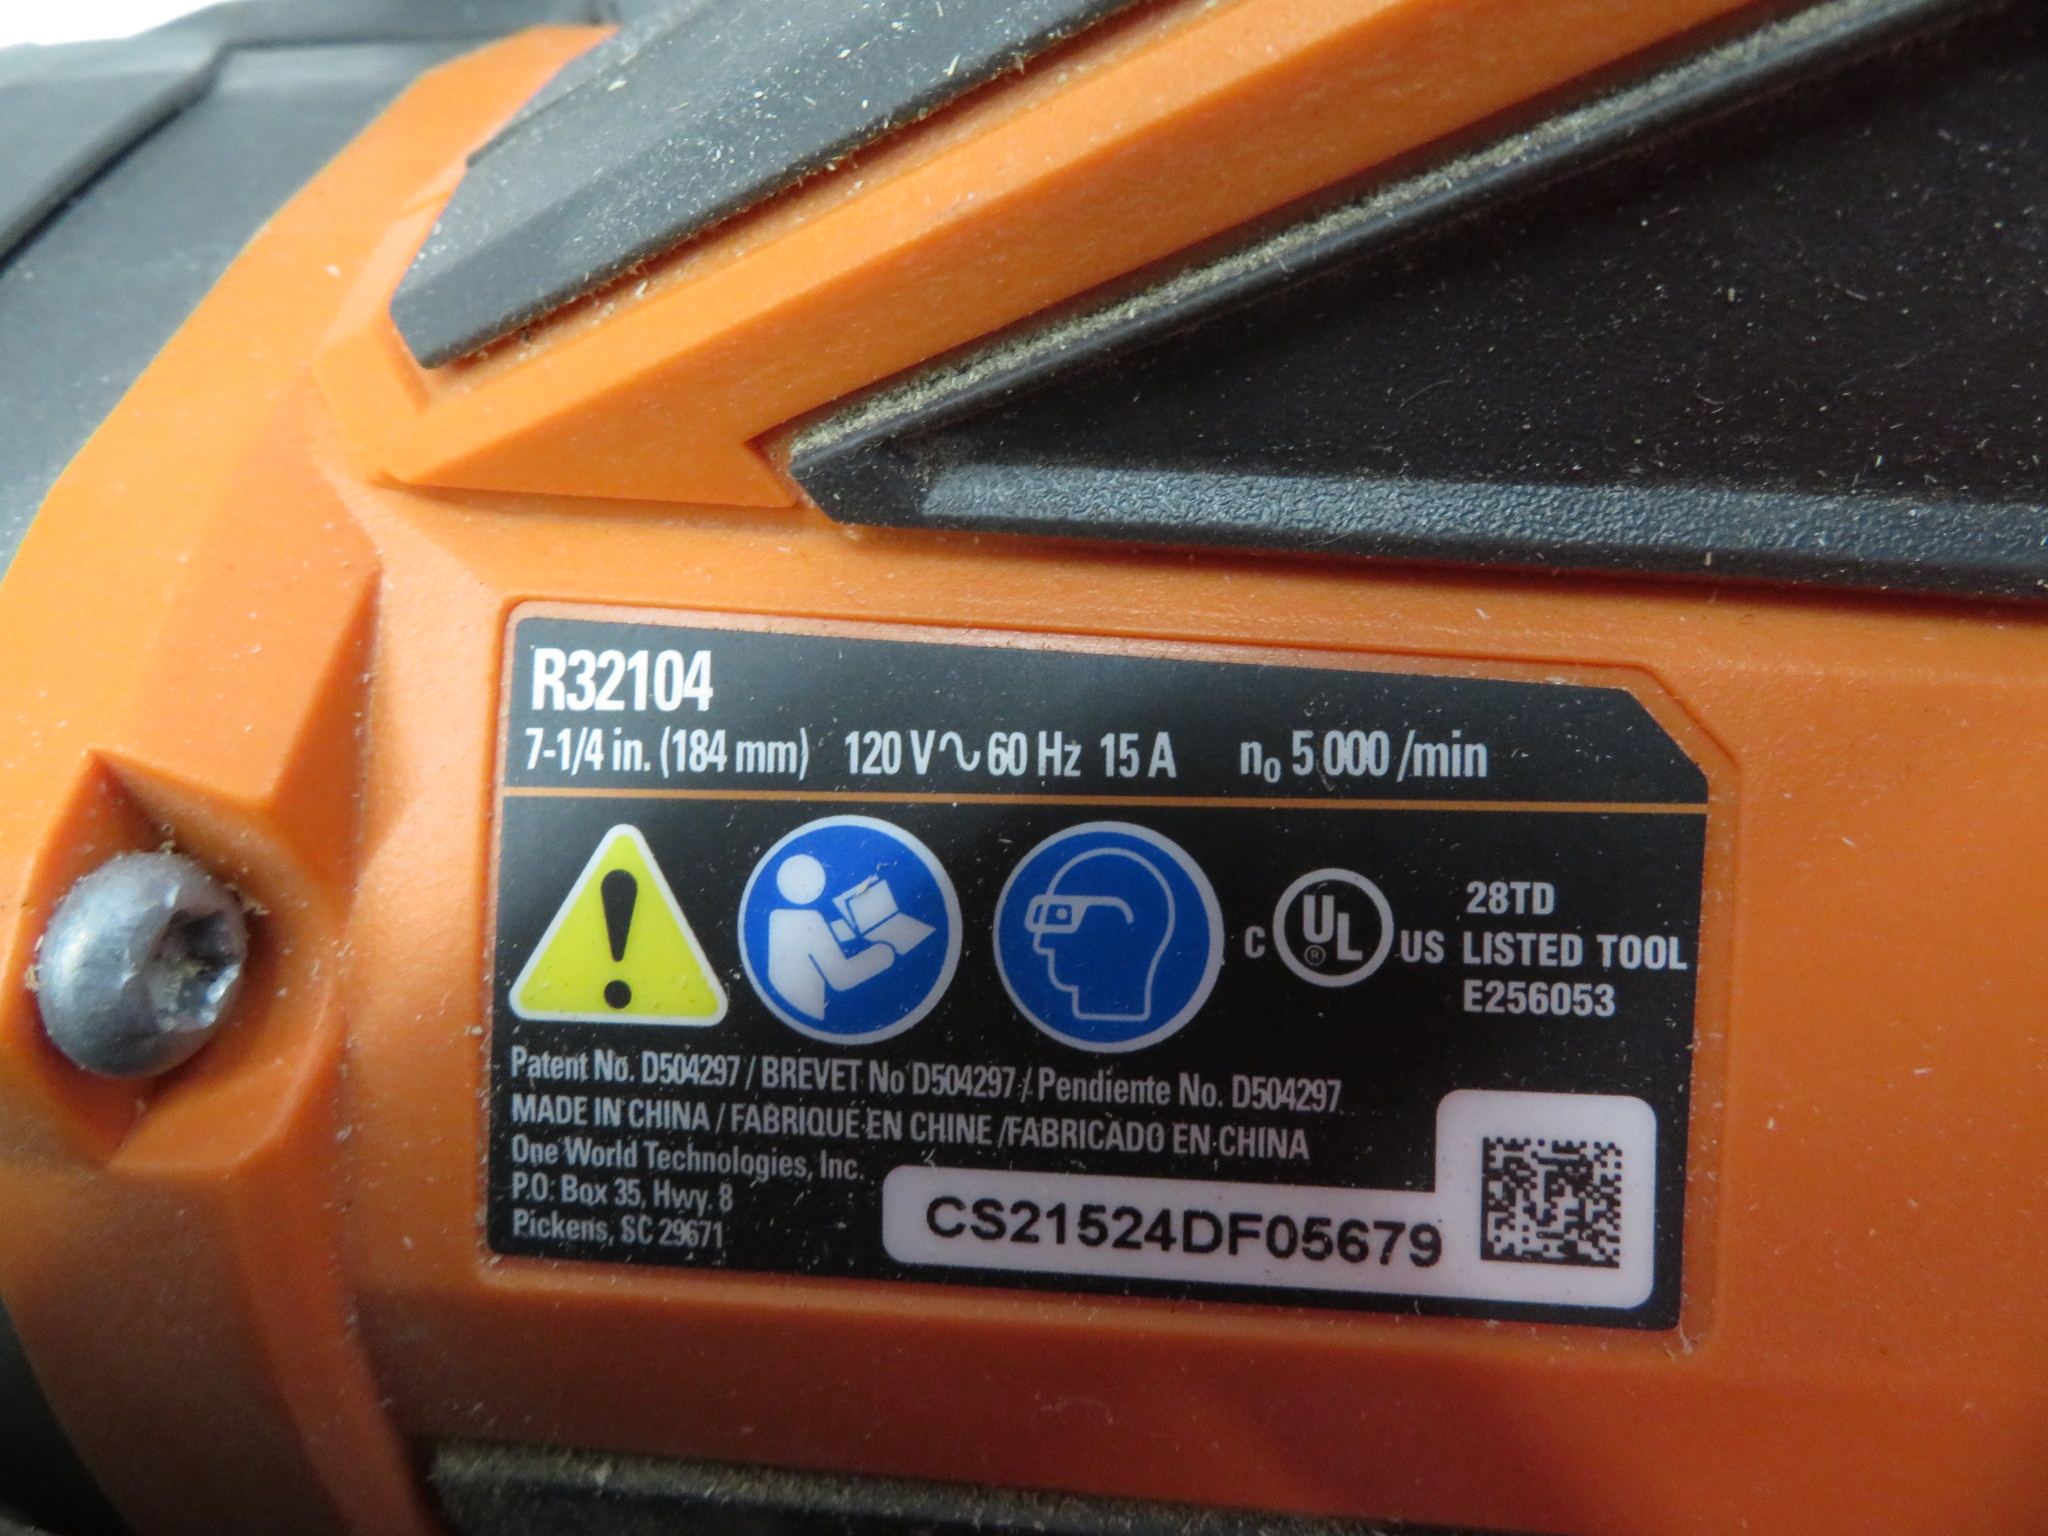 R32104
7-1/4 in. (184 mm) 120 V~60 Hz 15 A n₀ 5 000 /min
C UL® US
28TD
LISTED TOOL
E256053
Patent No. D504297 / BREVET No D504297 / Pendiente No. D504297
MADE IN CHINA / FABRIQUÉ EN CHINE /FABRICADO EN CHINA
One World Technologies, Inc.
P.O. Box 35, Hwy. 8
Pickens, SC 29671
CS21524DF05679